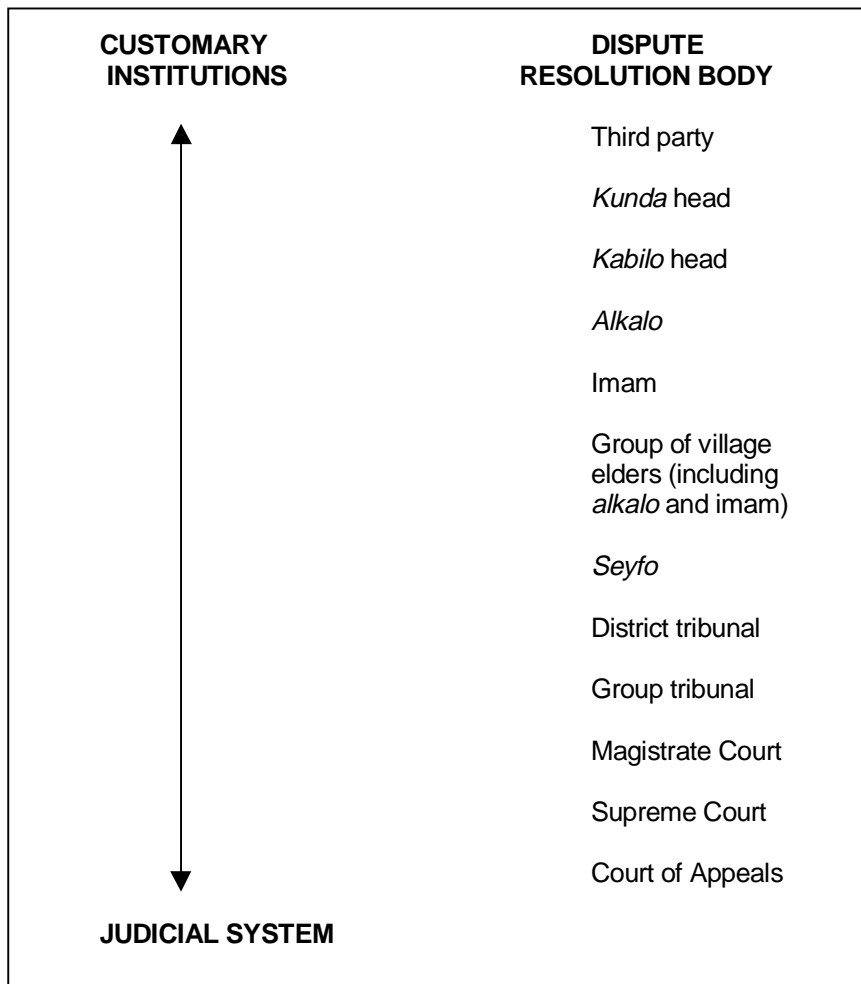 CUSTOMARY INSTITUTIONS
DISPUTE RESOLUTION BODY
Third party
Kunda head
Kabilo head
Alkalo
Imam
Group of village
elders (including
alkalo and imam)
Seyfo
District tribunal
Group tribunal
Magistrate Court
Supreme Court
Court of Appeals
JUDICIAL SYSTEM